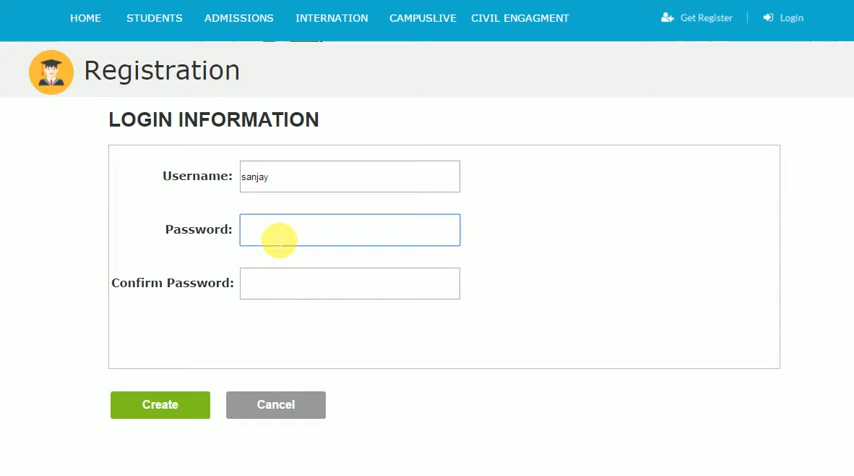 HOME STUDENTS ADMISSIONS INTERNATION CAMPUSLIVE CIVIL ENGAGMENT Get Register Login
Registration
LOGIN INFORMATION
Username: sanjay
Password:
Confirm Password:
Create Cancel